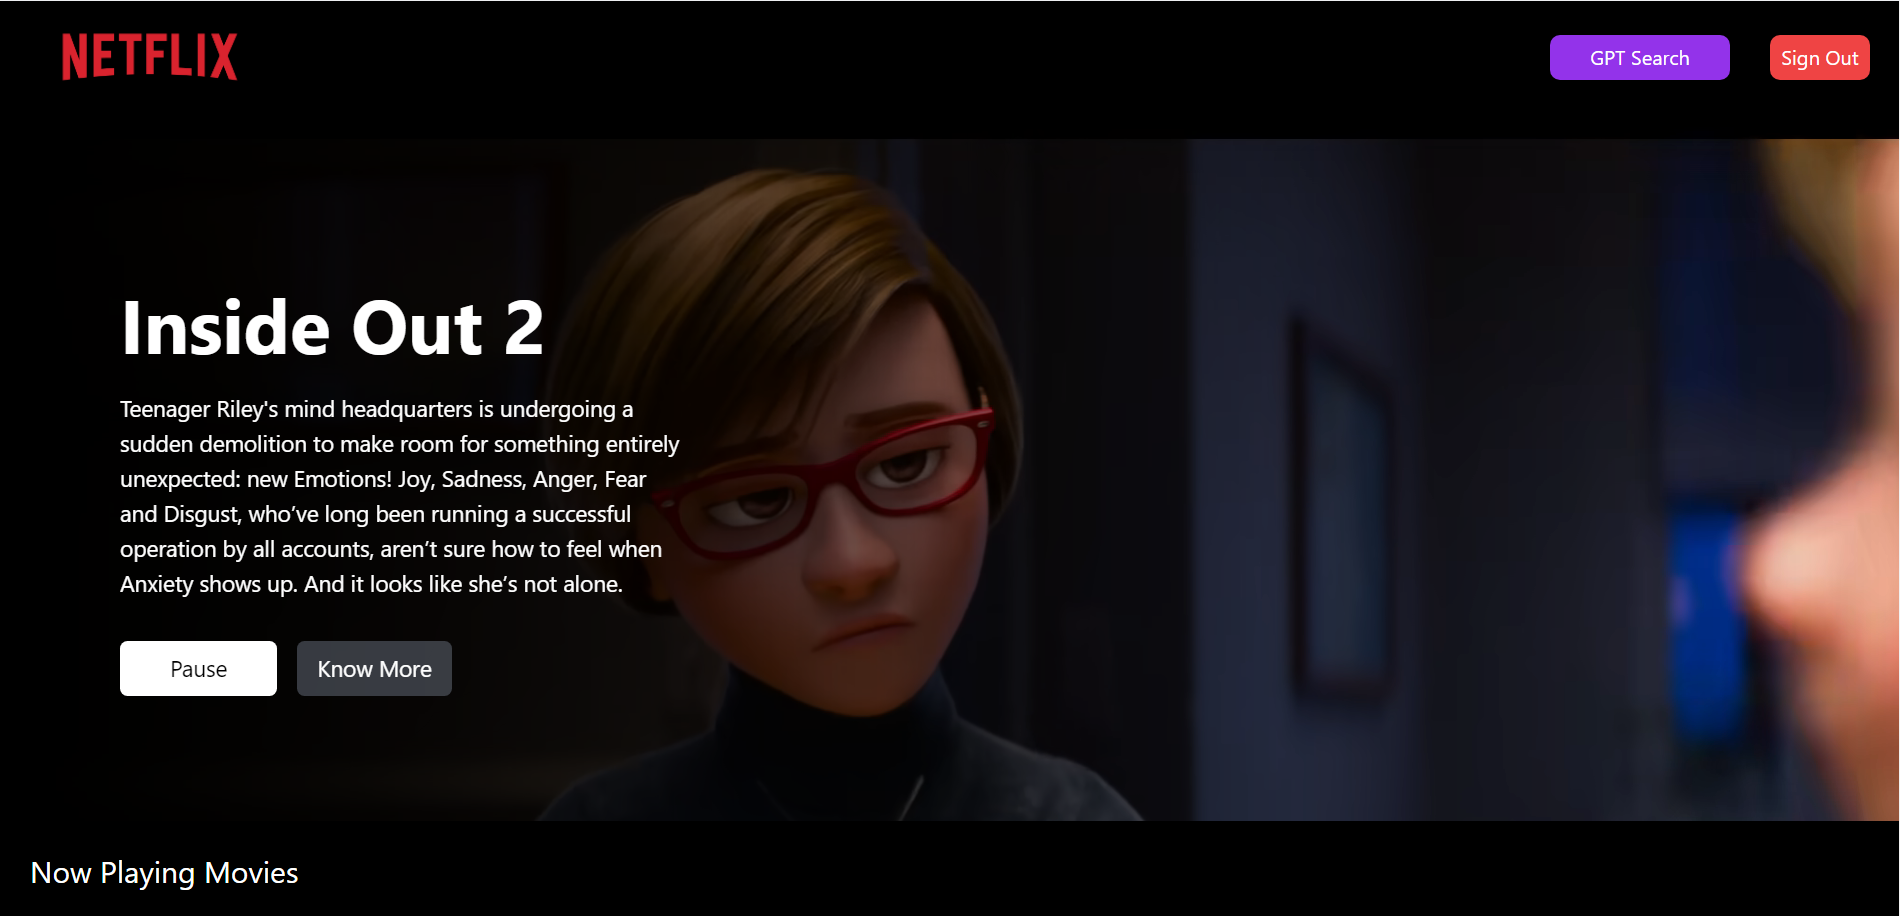 NETFLIX
GPT Search
Sign Out
Inside Out 2
Teenager Riley's mind headquarters is undergoing a
sudden demolition to make room for something entirely
unexpected: new Emotions! Joy, Sadness, Anger, Fear
and Disgust, who’ve long been running a successful
operation by all accounts, aren’t sure how to feel when
Anxiety shows up. And it looks like she’s not alone.
Pause
Know More
Now Playing Movies